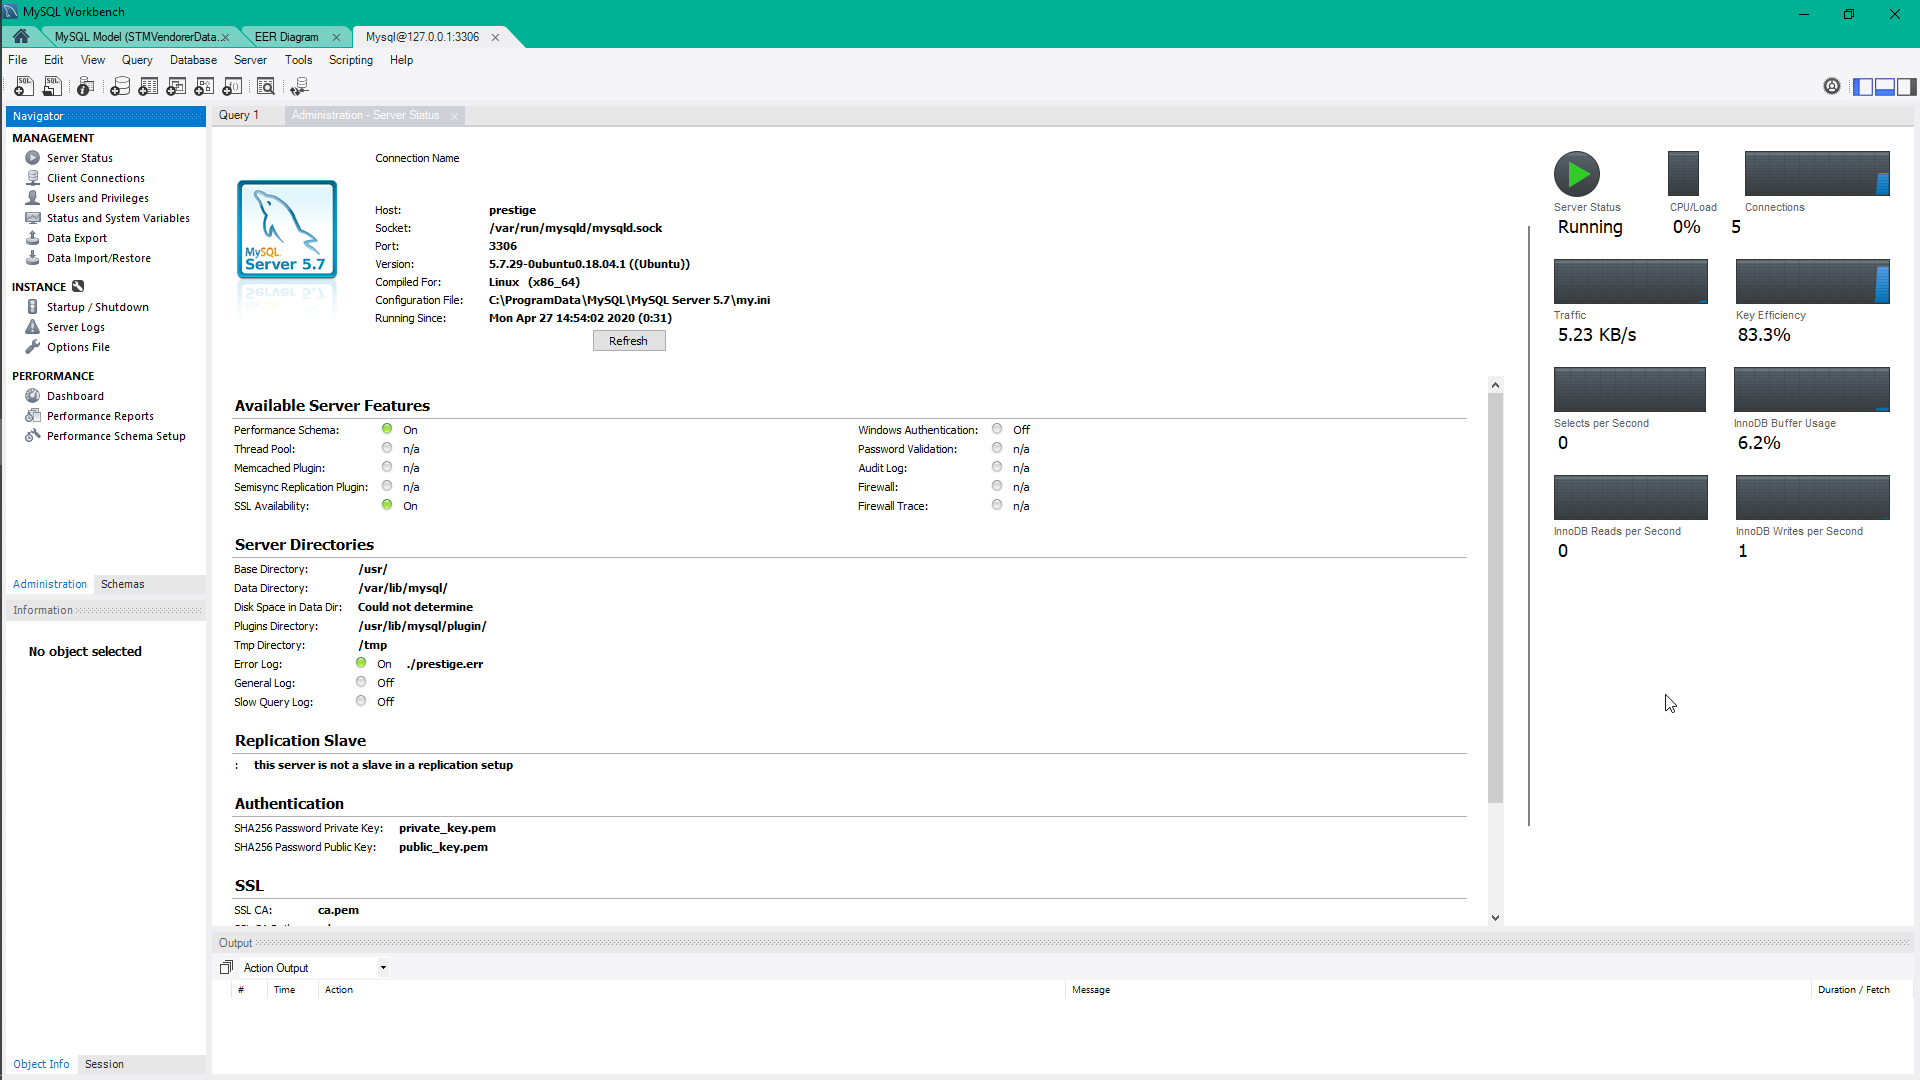 MySQL Workbench
MySQL Model (STMVendorerData...
EER Diagram
Mysql@127.0.0.1:3306
File Edit View Query Database Server Tools Scripting Help
Navigator
MANAGEMENT
Server Status
Client Connections
Users and Privileges
Status and System Variables
Data Export
Data Import/Restore
INSTANCE
Startup / Shutdown
Server Logs
Options File
PERFORMANCE
Dashboard
Performance Reports
Performance Schema Setup
Administration Schemas
Information
No object selected
Object Info Session
Query 1
Administration - Server Status
Connection Name
MySQL
Server 5.7
Host: prestige
Socket: /var/run/mysqld/mysqld.sock
Port: 3306
Version: 5.7.29-0ubuntu0.18.04.1 ((Ubuntu))
Compiled For: Linux (x86_64)
Configuration File: C:\ProgramData\MySQL\MySQL Server 5.7\my.ini
Running Since: Mon Apr 27 14:54:02 2020 (0:31)
Refresh
Available Server Features
Performance Schema: On
Thread Pool: n/a
Memcached Plugin: n/a
Semisync Replication Plugin: n/a
SSL Availability: On
Windows Authentication: Off
Password Validation: n/a
Audit Log: n/a
Firewall: n/a
Firewall Trace: n/a
Server Directories
Base Directory: /usr/
Data Directory: /var/lib/mysql/
Disk Space in Data Dir: Could not determine
Plugins Directory: /usr/lib/mysql/plugin/
Tmp Directory: /tmp
Error Log: On ./prestige.err
General Log: Off
Slow Query Log: Off
Replication Slave
: this server is not a slave in a replication setup
Authentication
SHA256 Password Private Key: private_key.pem
SHA256 Password Public Key: public_key.pem
SSL
SSL CA: ca.pem
Server Status
Running
CPU/Load
0%
Connections
5
Traffic
5.23 KB/s
Key Efficiency
83.3%
Selects per Second
0
InnoDB Buffer Usage
6.2%
InnoDB Reads per Second
0
InnoDB Writes per Second
1
Output
Action Output
# Time Action Message Duration / Fetch